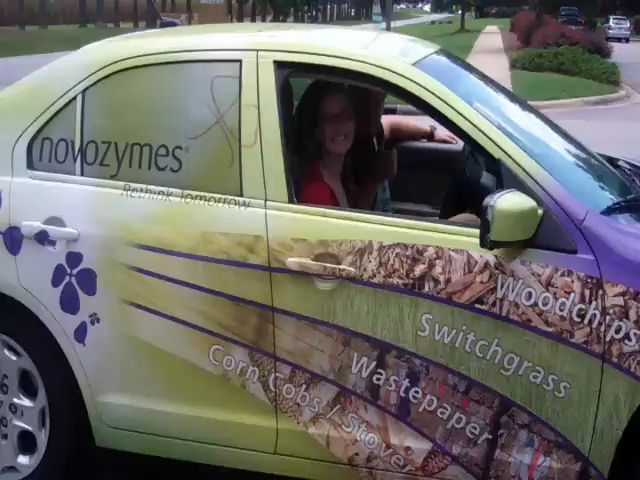 novozymes®
Rethink Tomorrow
Woodchips
Switchgrass
Wastepaper
Corn Cobs / Stover